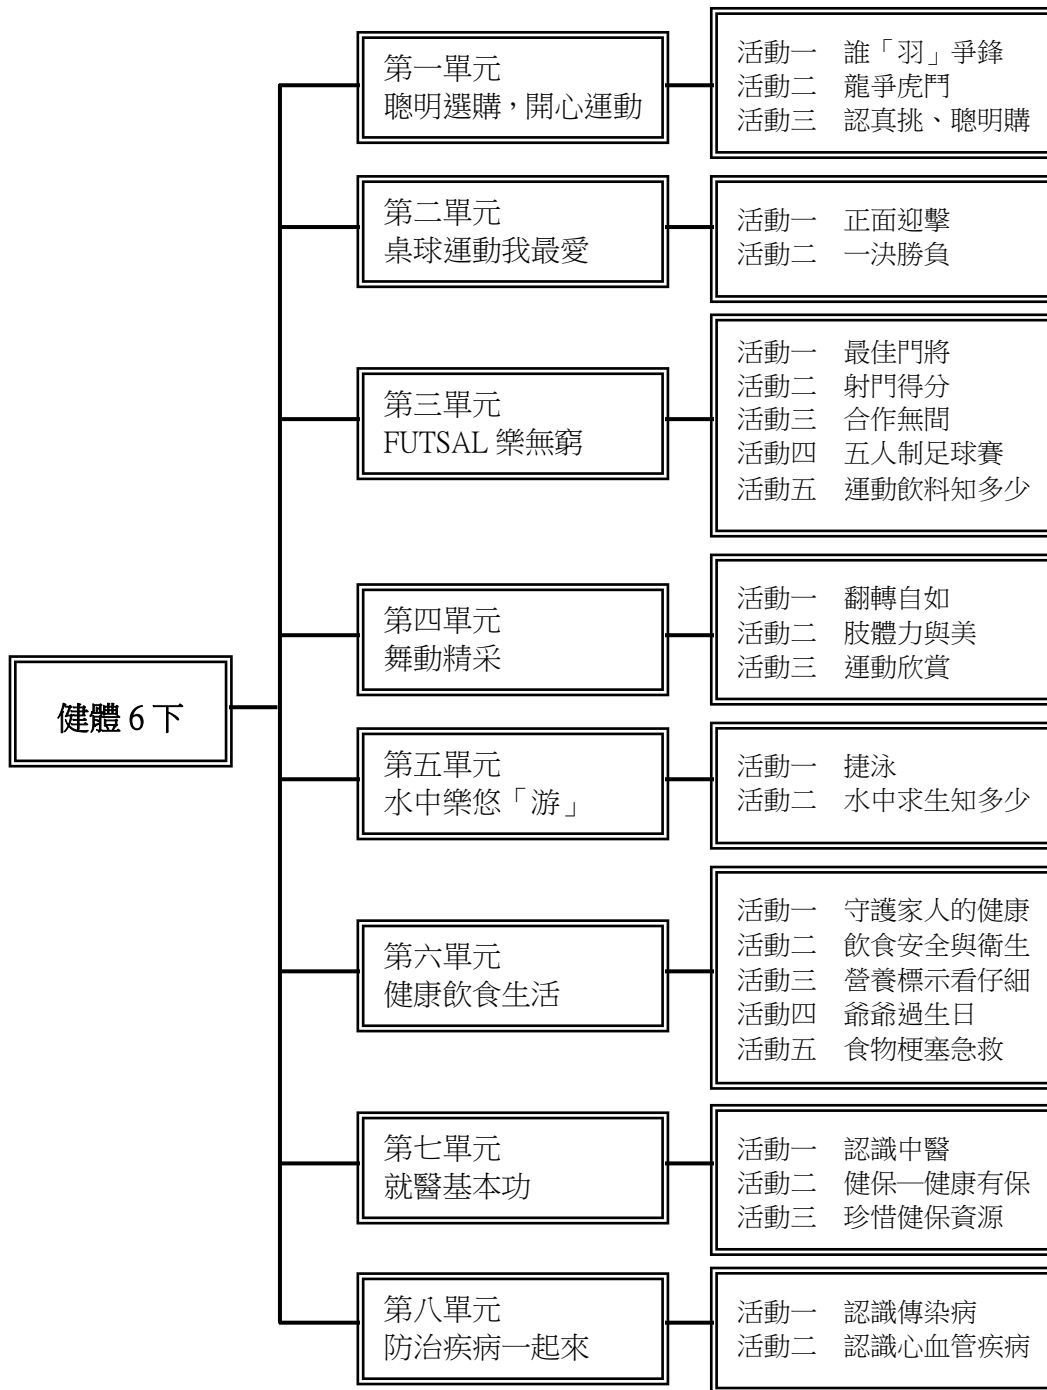 健體 6 下
第一單元
聰明選購，開心運動
活動一　誰「羽」爭鋒
活動二　龍爭虎鬥
活動三　認真挑、聰明購
第二單元
桌球運動我最愛
活動一　正面迎擊
活動二　一決勝負
第三單元
FUTSAL 樂無窮
活動一　最佳門將
活動二　射門得分
活動三　合作無間
活動四　五人制足球賽
活動五　運動飲料知多少
第四單元
舞動精采
活動一　翻轉自如
活動二　肢體力與美
活動三　運動欣賞
第五單元
水中樂悠「游」
活動一　捷泳
活動二　水中求生知多少
第六單元
健康飲食生活
活動一　守護家人的健康
活動二　飲食安全與衛生
活動三　營養標示看仔細
活動四　爺爺過生日
活動五　食物梗塞急救
第七單元
就醫基本功
活動一　認識中醫
活動二　健保─健康有保
活動三　珍惜健保資源
第八單元
防治疾病一起來
活動一　認識傳染病
活動二　認識心血管疾病